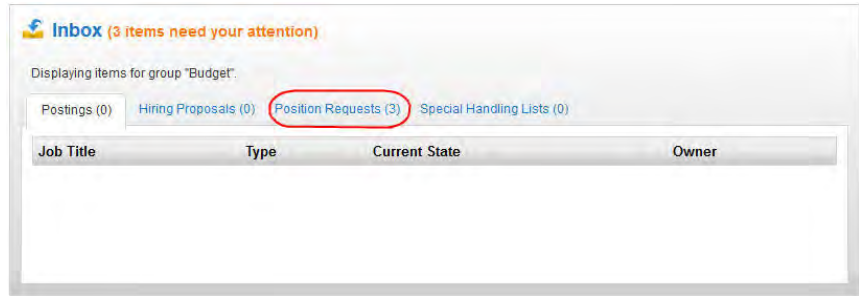 Inbox (3 items need your attention)
Displaying items for group "Budget".
Postings (0) Hiring Proposals (0) Position Requests (3) Special Handling Lists (0)
Job Title Type Current State Owner